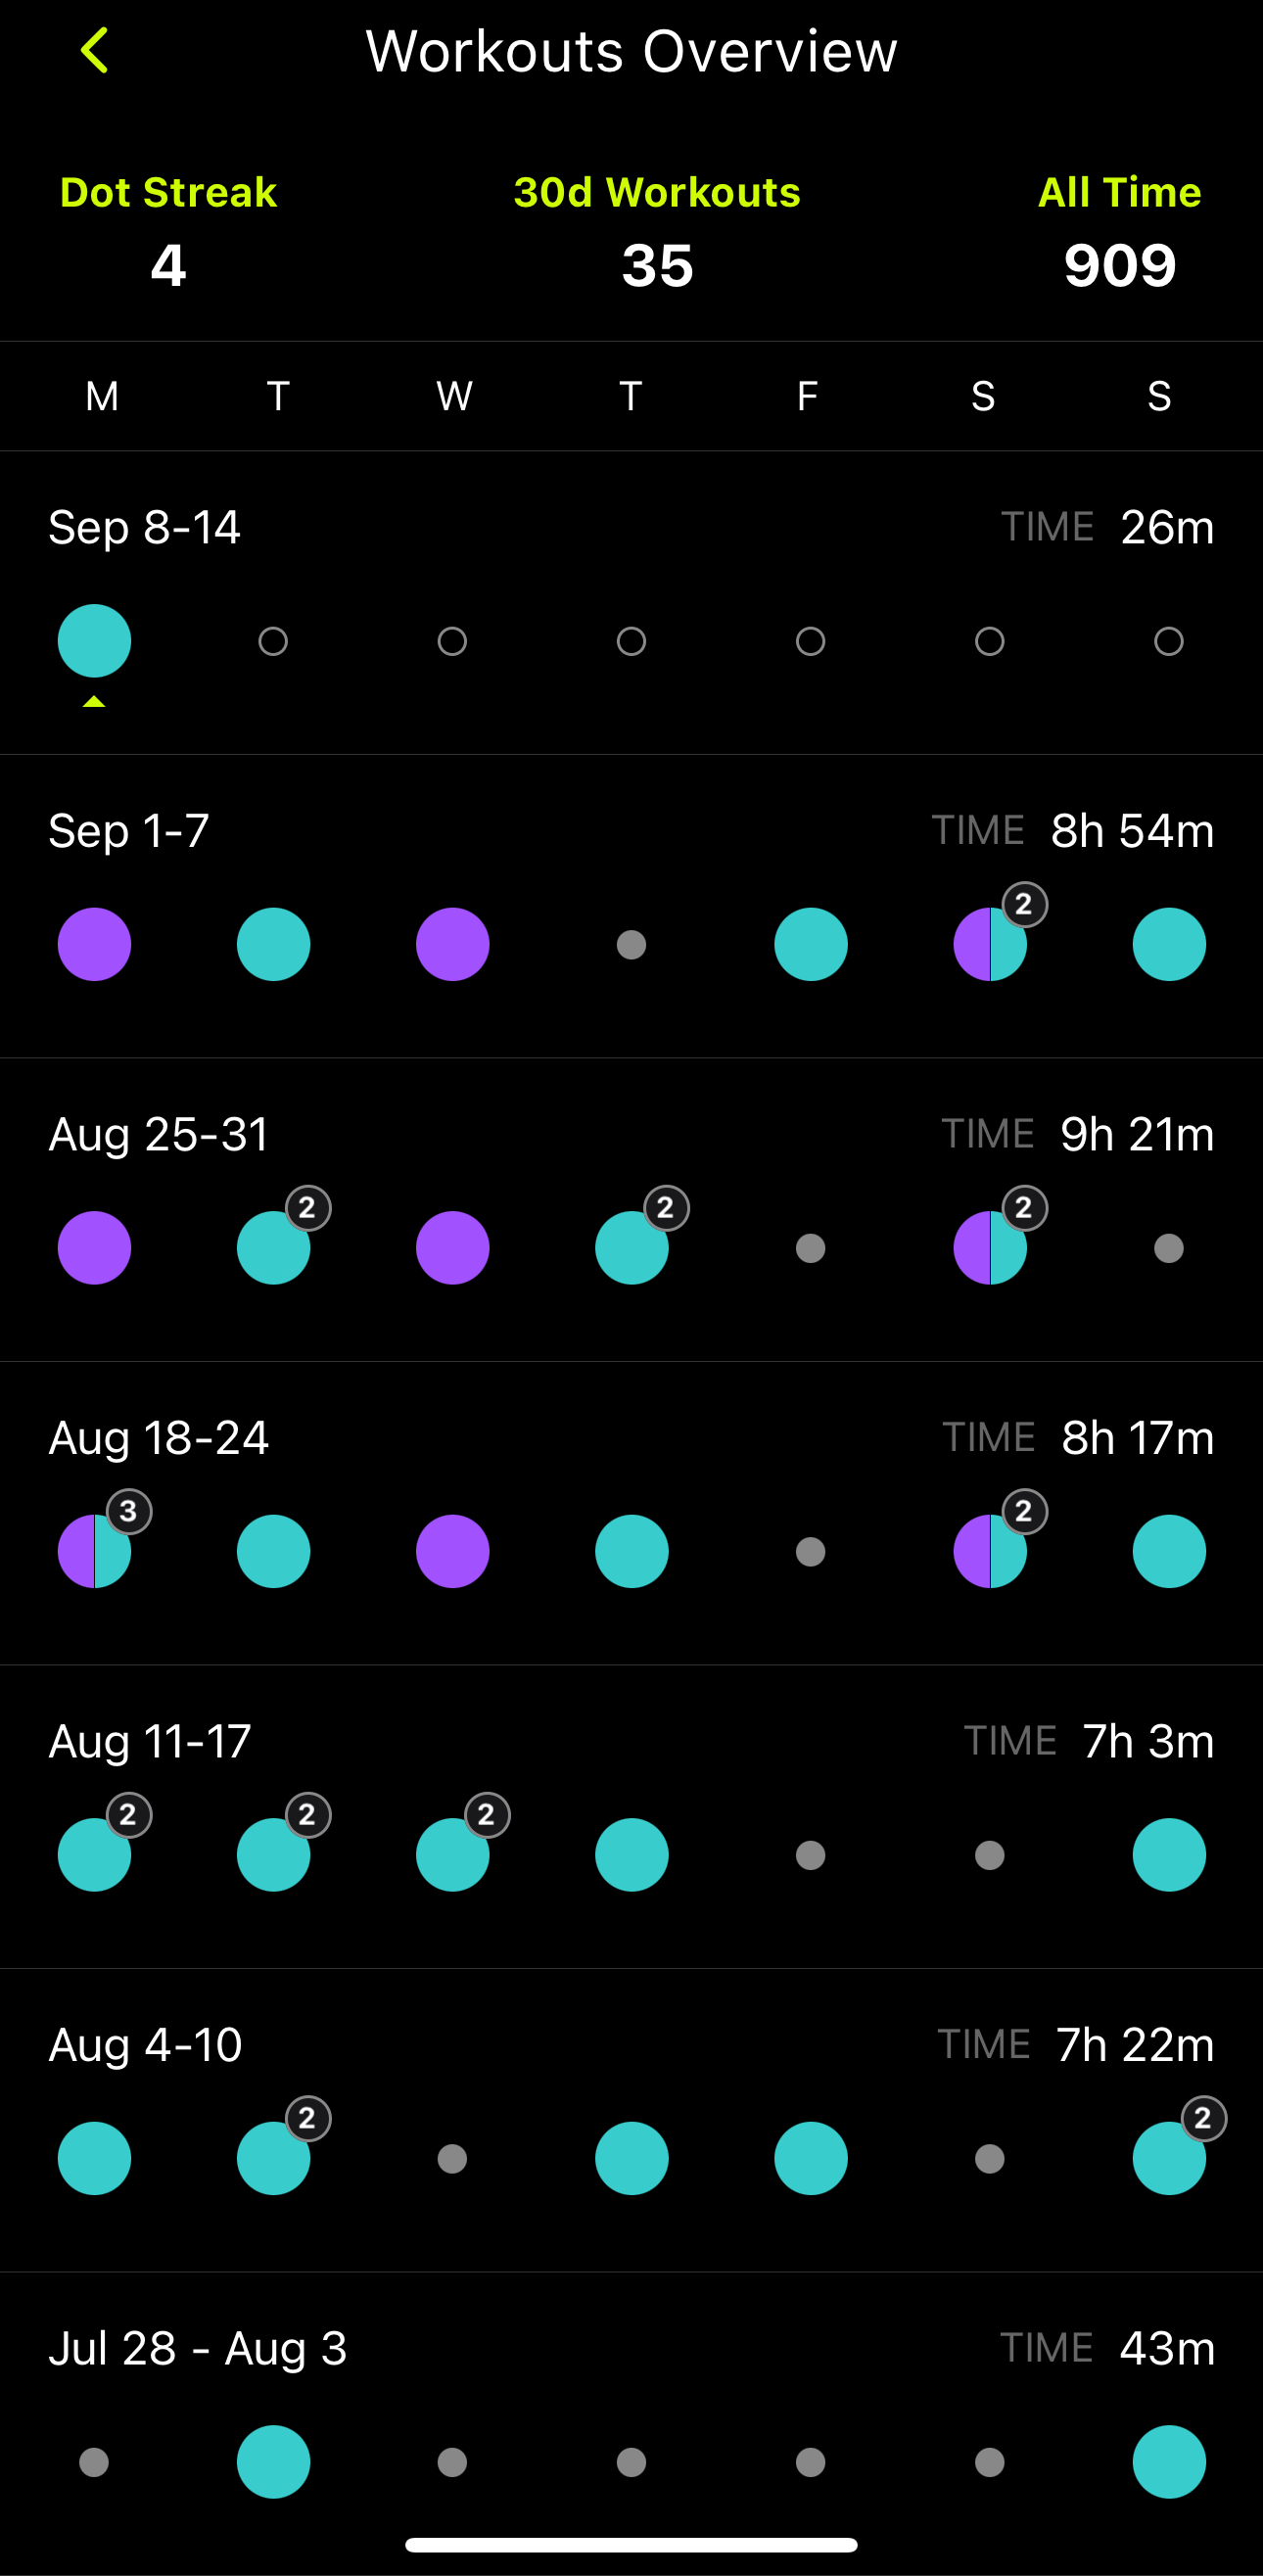 Workouts Overview
Dot Streak 30d Workouts All Time
4 35 909
M T W T F S S
Sep 8-14 TIME 26m
Sep 1-7 TIME 8h 54m
2
Aug 25-31 TIME 9h 21m
2 2 2
Aug 18-24 TIME 8h 17m
3 2
Aug 11-17 TIME 7h 3m
2 2 2
Aug 4-10 TIME 7h 22m
2 2
Jul 28 - Aug 3 TIME 43m